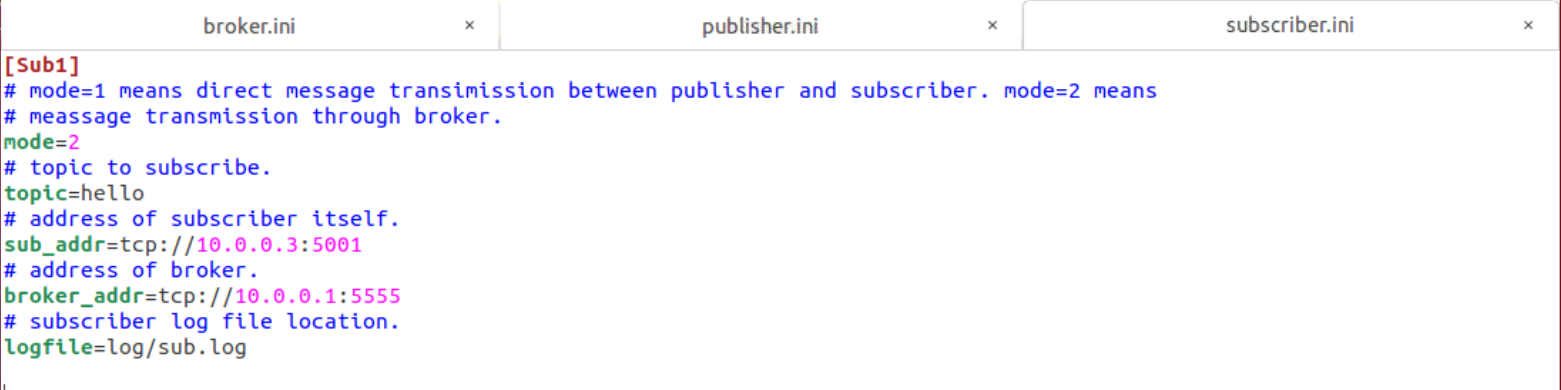 broker.ini × publisher.ini × subscriber.ini ×
[Sub1]
# mode=1 means direct message transimission between publisher and subscriber. mode=2 means
# meassage transmission through broker.
mode=2
# topic to subscribe.
topic=hello
# address of subscriber itself.
sub_addr=tcp://10.0.0.3:5001
# address of broker.
broker_addr=tcp://10.0.0.1:5555
# subscriber log file location.
logfile=log/sub.log